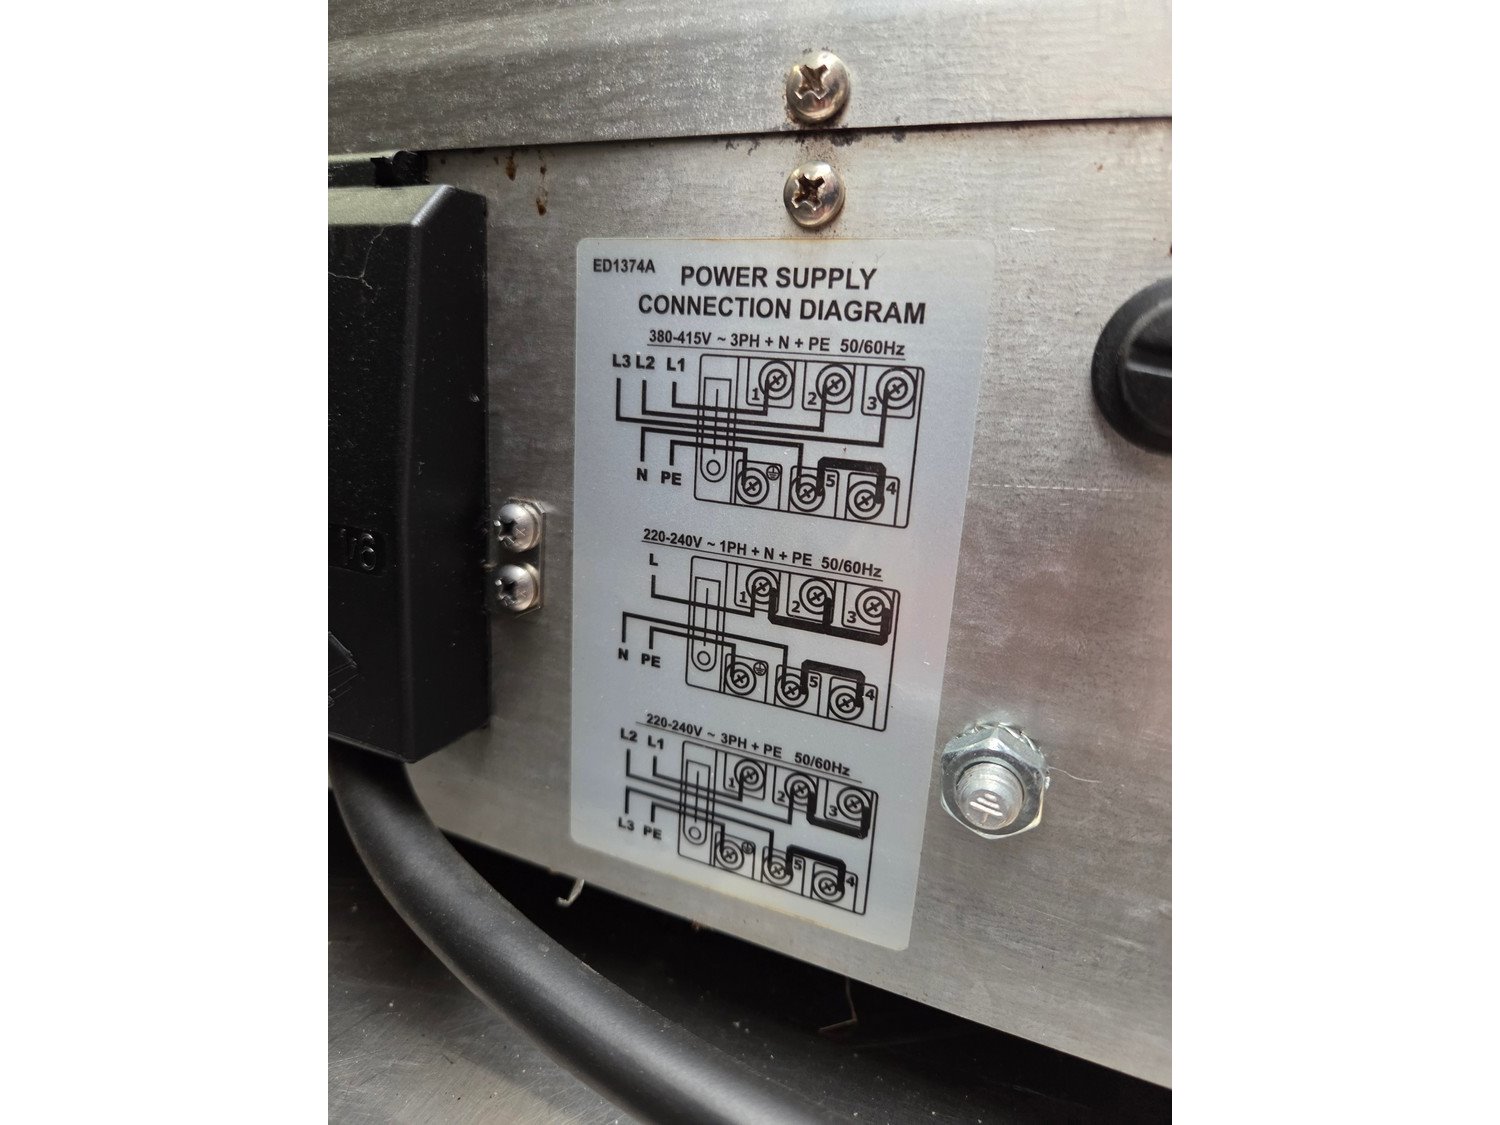 ED1374A
POWER SUPPLY
CONNECTION DIAGRAM
380-415V ~ 3PH + N + PE 50/60Hz
L3 L2 L1
1 2 3
N PE
5 4
220-240V ~ 1PH + N + PE 50/60Hz
L
1 2 3
N PE
5 4
220-240V ~ 3PH + PE 50/60Hz
L2 L1
1 2 3
L3 PE
5 4